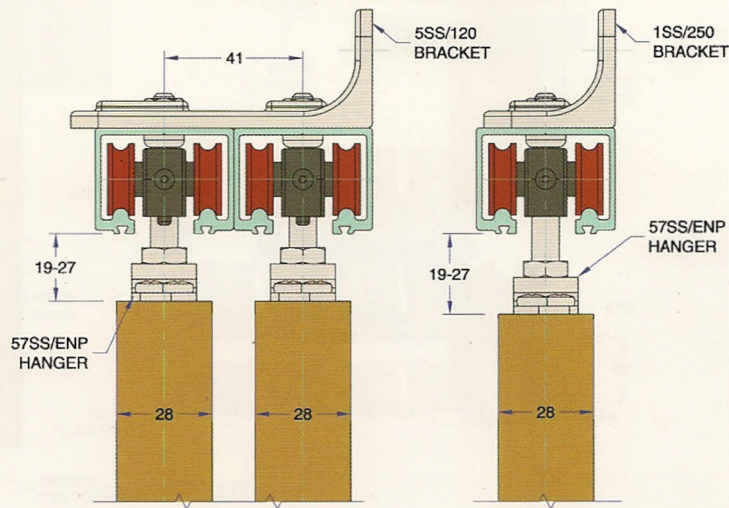 5SS/120
BRACKET
41
1SS/250
BRACKET
57SS/ENP
HANGER
19-27
19-27
57SS/ENP
HANGER
28
28
28